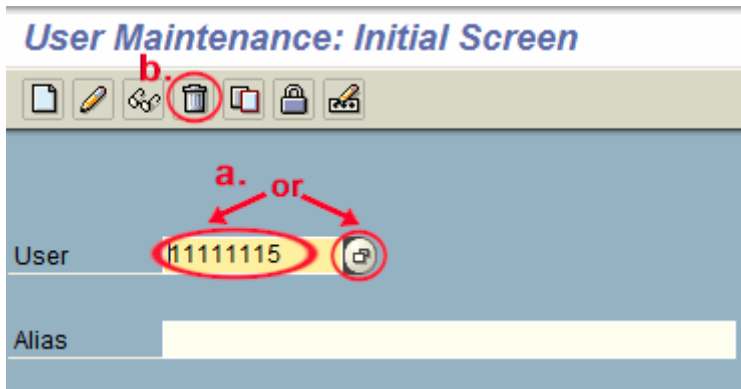 User Maintenance: Initial Screen
b.
a. or
User 11111115
Alias